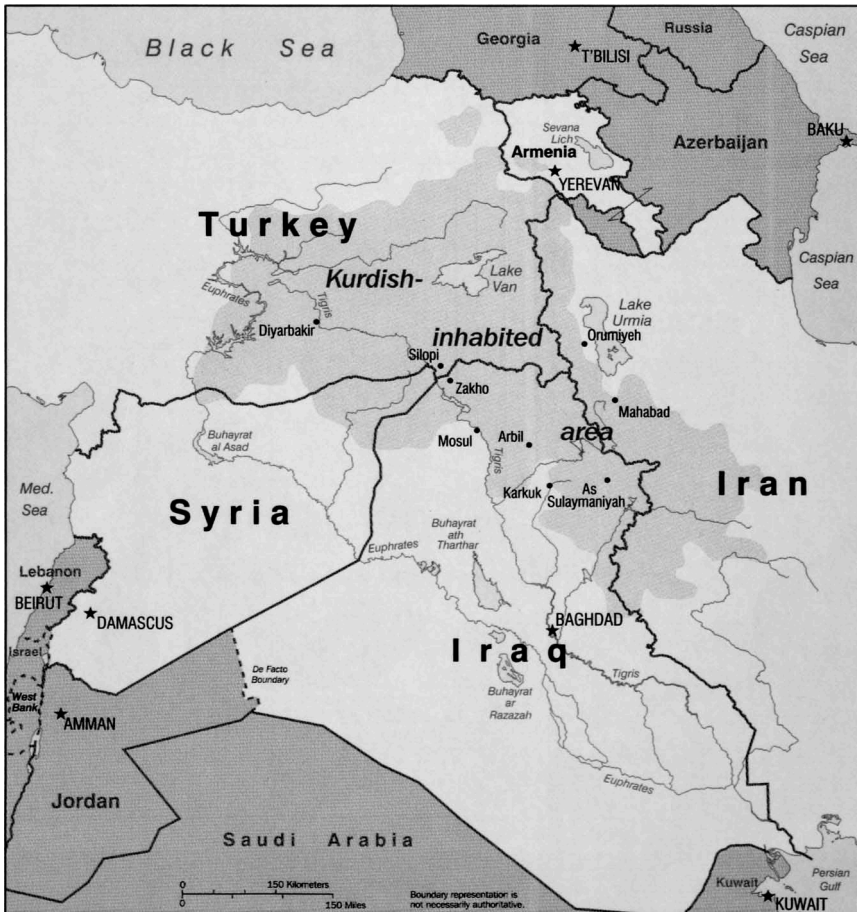 Black Sea
Georgia
T'BILISI
Russia
Caspian
Sea
Sevana
Lich
Armenia
YEREVAN
Azerbaijan
BAKU
Turkey
Kurdish-
Lake
Van
Caspian
Sea
Euphrates
Tigris
Diyarbakir
inhabited
Lake
Urmia
Orumiyeh
Silopi
Zakho
Mahabad
Buhayrat
al Asad
Mosul
Arbil
area
Tigris
Karkuk
As
Sulaymaniyah
Iran
Med.
Sea
Syria
Buhayrat
ath
Tharthar
Euphrates
Lebanon
BEIRUT
DAMASCUS
BAGHDAD
Israel
Iraq
De Facto
Boundary
Tigris
West
Bank
Buhayrat
ar
Razazah
AMMAN
Euphrates
Jordan
Saudi Arabia
Kuwait
Persian
Gulf
KUWAIT
0 150 Kilometers
0 150 Miles
Boundary representation is
not necessarily authoritative.